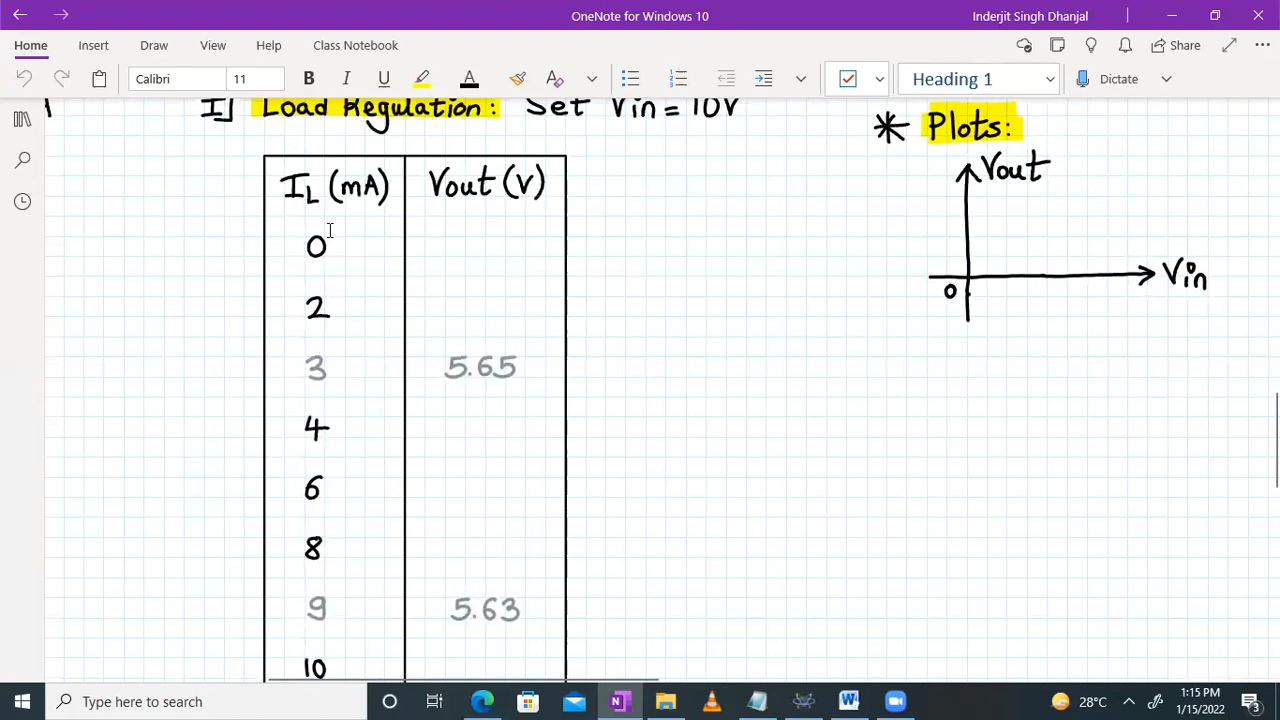 OneNote for Windows 10
Inderjit Singh Dhanjal
Home Insert Draw View Help Class Notebook
Share
Calibri 11 B I U A Heading 1 Dictate
II] Load Regulation: Set Vin = 10V
IL (mA) Vout (V)
0
2
3 5.65
4
6
8
9 5.63
10
* Plots:
Vout
Vin
0
Type here to search
28°C
1:15 PM
1/15/2022
3